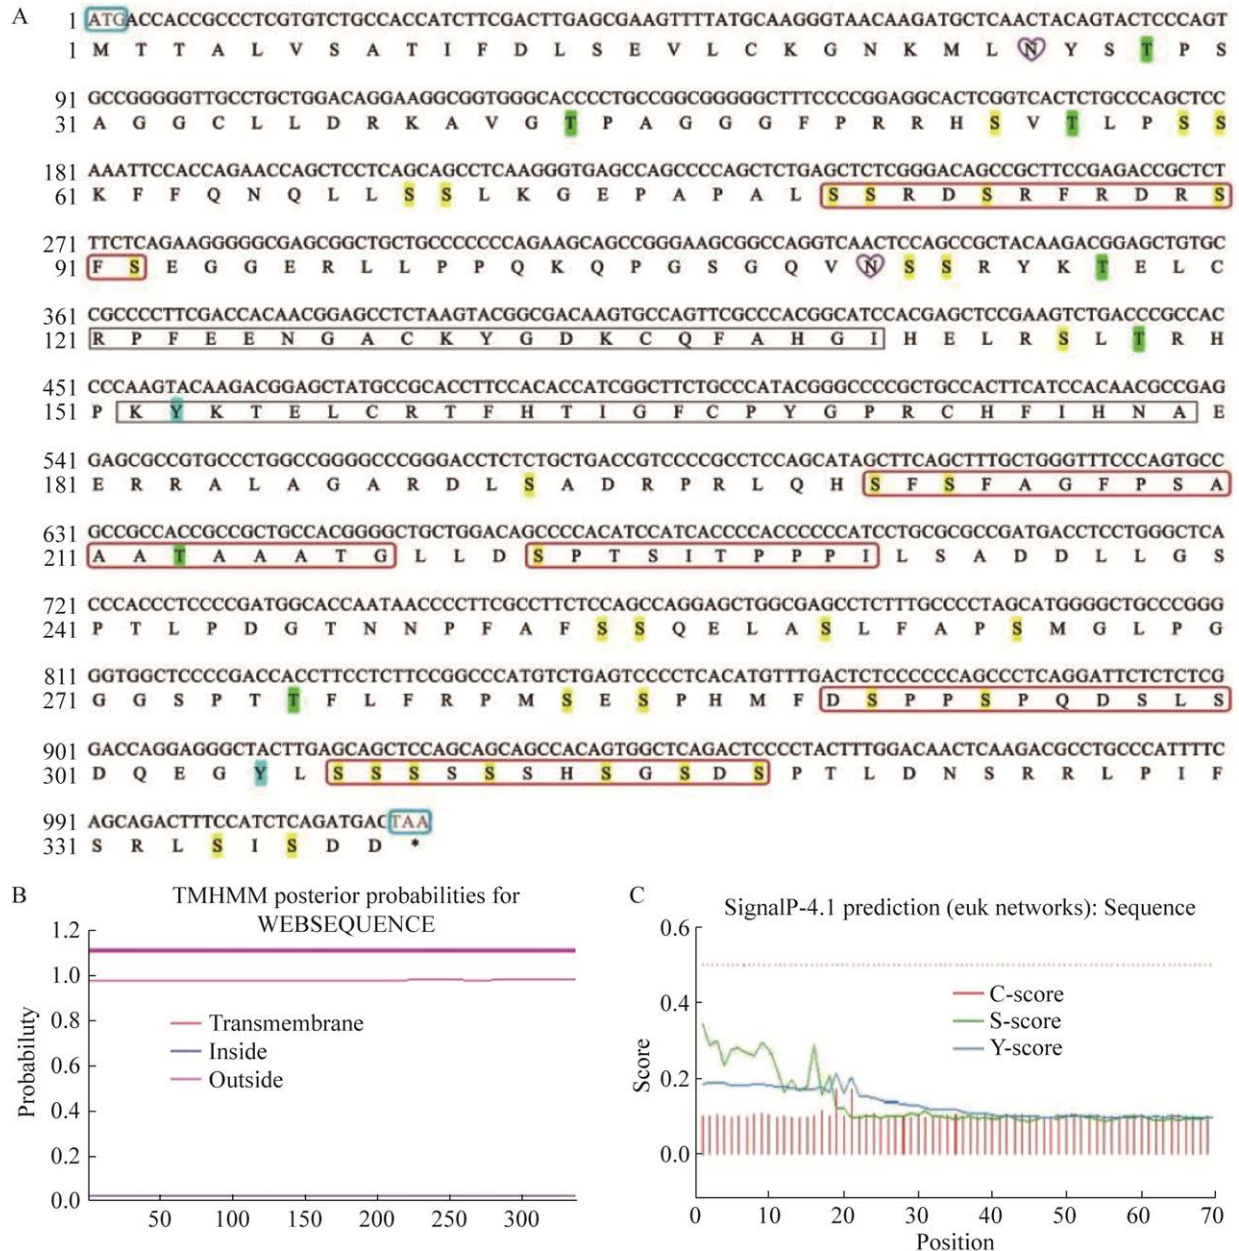 A
1 ATGACCACCGCCCTCGTGTCTGCCACCATCTTCGACTTGAGCGAAGTTTTATGCAAGGGTAACAAGATGCTCAACTACAGTACTCCCAGT
1 M T T A L V S A T I F D L S E V L C K G N K M L N Y S T P S
91 GCCGGGGGTTGCCTGCTGGACAGGAAGGCGGTGGGCACCCCTGCCGGCGGGGGCTTTCCCCGGAGGCACTCGGTCACTCTGCCCAGCTCC
31 A G G C L L D R K A V G T P A G G G F P R R H S V T L P S S
181 AAATTCCACCAGAACCAGCTCCTCAGCAGCCTCAAGGGTGAGCCAGCCCCAGCTCTGAGCTCTCGGGACAGCCGCTTCCGAGACCGCTCT
61 K F F Q N Q L L S S L K G E P A P A L S S R D S R F R D R S
271 TTCTCAGAAGGGGGCGAGCGGCTGCTGCCCCCCCAGAAGCAGCCGGGAAGCGGCCAGGTCAACTCCAGCCGCTACAAGACGGAGCTGTGC
91 F S E G G E R L L P P Q K Q P G S G Q V N S S R Y K T E L C
361 CGCCCCTTCGACCACAACGGAGCCTCTAAGTACGGCGACAAGTGCCAGTTCGCCCACGGCATCCACGAGCTCCGAAGTCTGACCCGCCAC
121 R P F E E N G A C K Y G D K C Q F A H G I H E L R S L T R H
451 CCCAAGTACAAGACGGAGCTATGCCGCACCTTCCACACCATCGGCTTCTGCCCATACGGGCCCCGCTGCCACTTCATCCACAACGCCGAG
151 P K Y K T E L C R T F H T I G F C P Y G P R C H F I H N A E
541 GAGCGCCGTGCCCTGGCCGGGGCCCGGGACCTCTCTGCTGACCGTCCCCGCCTCCAGCATAGCTTCAGCTTTGCTGGGTTTCCCAGTGCC
181 E R R A L A G A R D L S A D R P R L Q H S F S F A G F P S A
631 GCCGCCACCGCCGCTGCCACGGGGCTGCTGGACAGCCCCACATCCATCACCCCACCCCCCATCCTGCGCGCCGATGACCTCCTGGGCTCA
211 A A T A A A T G L L D S P T S I T P P P I L S A D D L L G S
721 CCCACCCTCCCCGATGGCACCAATAACCCCTTCGCCTTCTCCAGCCAGGAGCTGGCGAGCCTCTTTGCCCCTAGCATGGGGCTGCCCGGG
241 P T L P D G T N N P F A F S S Q E L A S L F A P S M G L P G
811 GGTGGCTCCCCGACCACCTTCCTCTTCCGGCCCATGTCTGAGTCCCCTCACATGTTTGACTCTCCCCCCAGCCCTCAGGATTCTCTCTCG
271 G G S P T T F L F R P M S E S P H M F D S P P S P Q D S L S
901 GACCAGGAGGGCTACTTGAGCAGCTCCAGCAGCAGCCACAGTGGCTCAGACTCCCCTACTTTGGACAACTCAAGACGCCTGCCCATTTTC
301 D Q E G Y L S S S S S S H S G S D S P T L D N S R R L P I F
991 AGCAGACTTTCCATCTCAGATGACTAA
331 S R L S I S D D *
B
TMHMM posterior probabilities for
WEBSEQUENCE
1.2
1.0
0.8
0.6
0.4
0.2
0.0
Probabiluty
Transmembrane
Inside
Outside
50 100 150 200 250 300
C
SignalP-4.1 prediction (euk networks): Sequence
0.6
0.4
0.2
0.0
Score
C-score
S-score
Y-score
0 10 20 30 40 50 60 70
Position